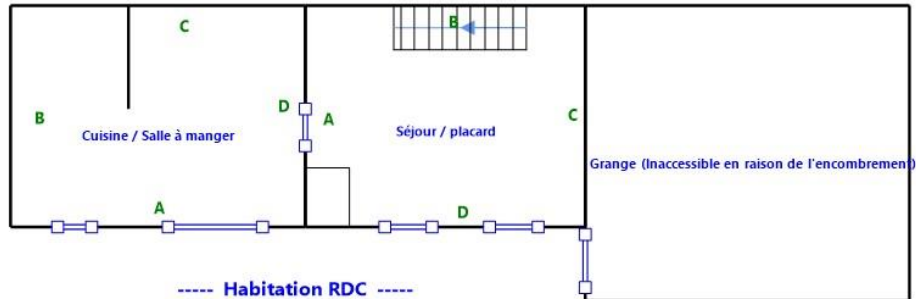 C
B
B
D
A
C
Cuisine / Salle à manger
Séjour / placard
Grange (Inaccessible en raison de l'encombrement)
A
D
----- Habitation RDC -----